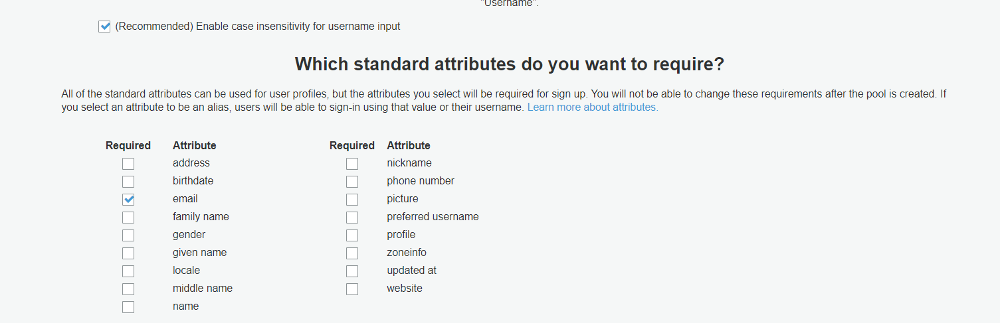 "Username".
(Recommended) Enable case insensitivity for username input
Which standard attributes do you want to require?
All of the standard attributes can be used for user profiles, but the attributes you select will be required for sign up. You will not be able to change these requirements after the pool is created. If
you select an attribute to be an alias, users will be able to sign-in using that value or their username. Learn more about attributes.
Required Attribute Required Attribute
address nickname
birthdate phone number
email picture
family name preferred username
gender profile
given name zoneinfo
locale updated at
middle name website
name